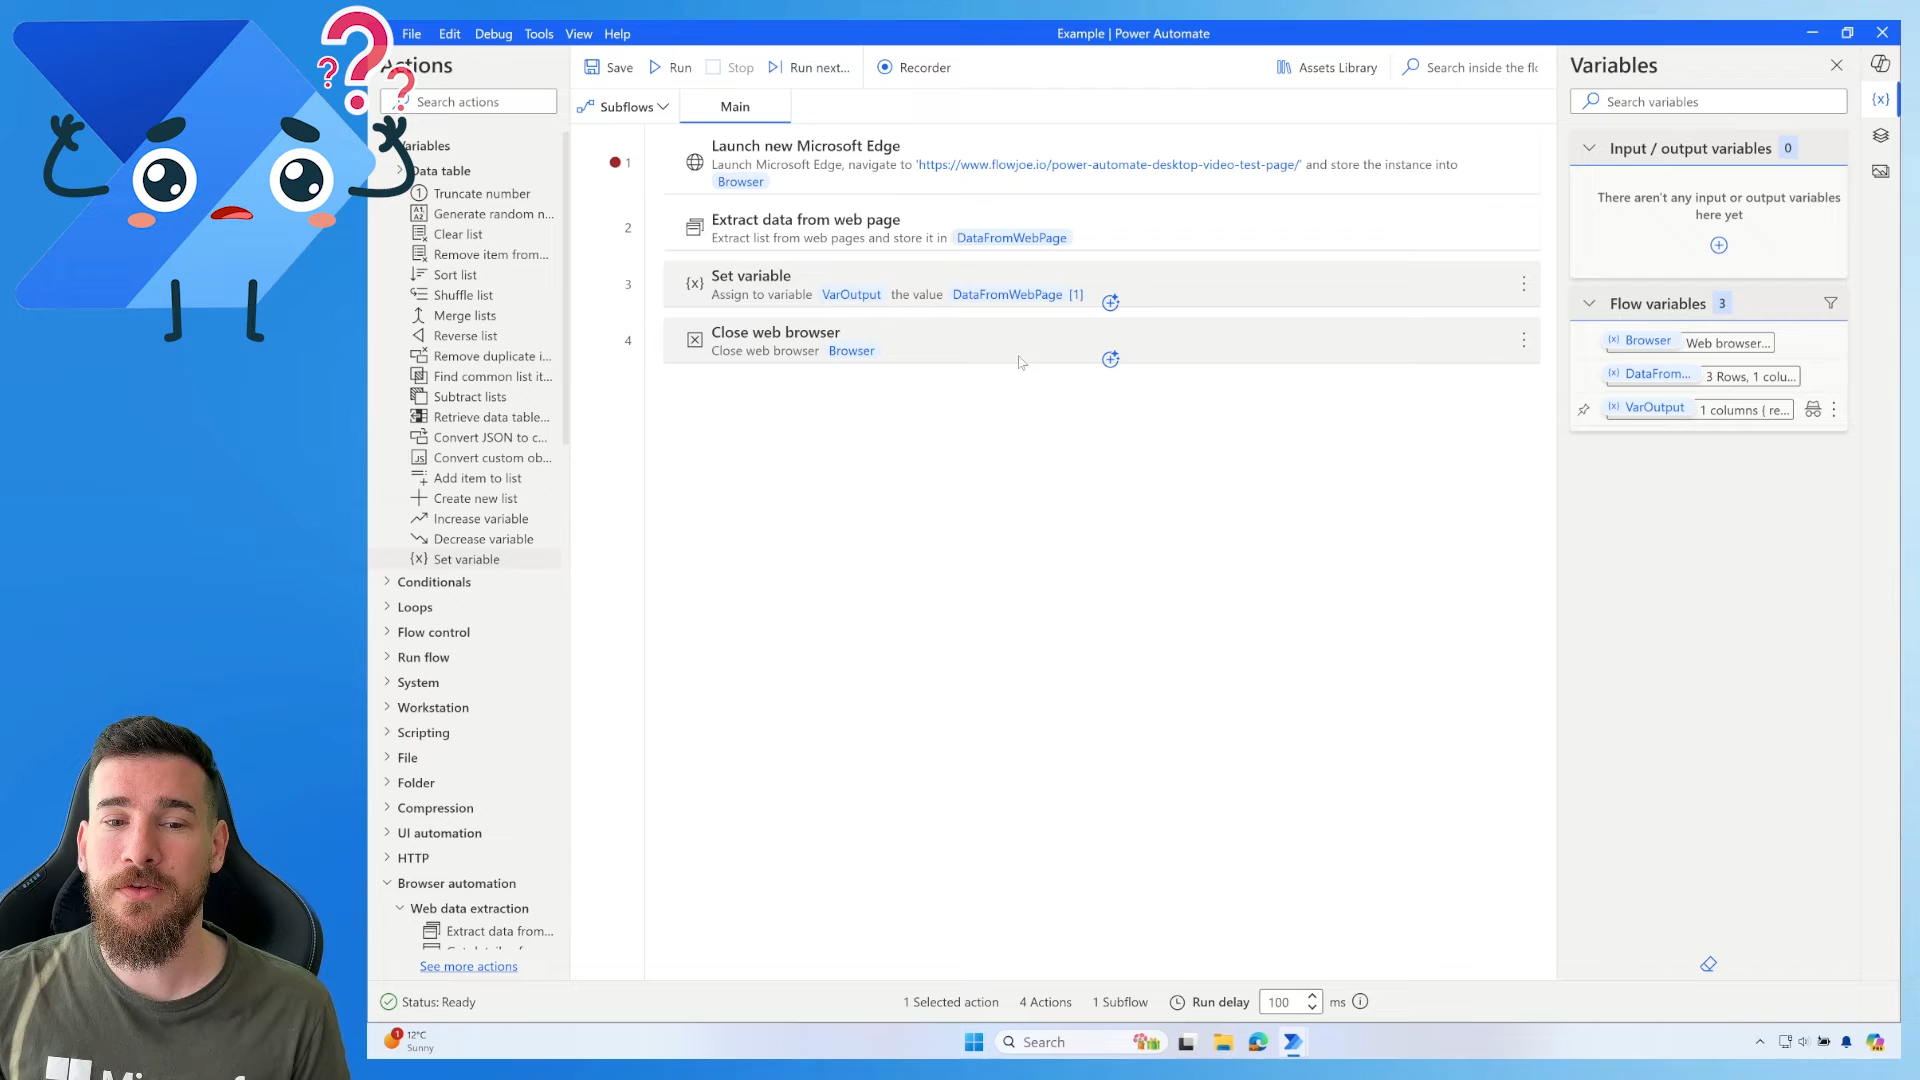 File Edit Debug Tools View Help
Example | Power Automate
Actions
Save Run Stop Run next... Recorder
Assets Library Search inside the flo
Search actions
Subflows Main
Variables
Data table
Truncate number
Generate random n...
Clear list
Remove item from...
Sort list
Shuffle list
Merge lists
Reverse list
Remove duplicate i...
Find common list it...
Subtract lists
Retrieve data table...
Convert JSON to c...
Convert custom ob...
Add item to list
Create new list
Increase variable
Decrease variable
{x} Set variable
Conditionals
Loops
Flow control
Run flow
System
Workstation
Scripting
File
Folder
Compression
UI automation
HTTP
Browser automation
Web data extraction
Extract data from...
See more actions
1
Launch new Microsoft Edge
Launch Microsoft Edge, navigate to 'https://www.flowjoe.io/power-automate-desktop-video-test-page/' and store the instance into
Browser
2
Extract data from web page
Extract list from web pages and store it in DataFromWebPage
3
{x} Set variable
Assign to variable VarOutput the value DataFromWebPage [1]
4
Close web browser
Close web browser Browser
Variables
Search variables
{x}
Input / output variables 0
There aren't any input or output variables
here yet
Flow variables 3
{x} Browser Web browser...
{x} DataFrom... 3 Rows, 1 colu...
{x} VarOutput 1 columns ( re...
Status: Ready
1 Selected action 4 Actions 1 Subflow Run delay 100 ms
1
12°C
Sunny
Search